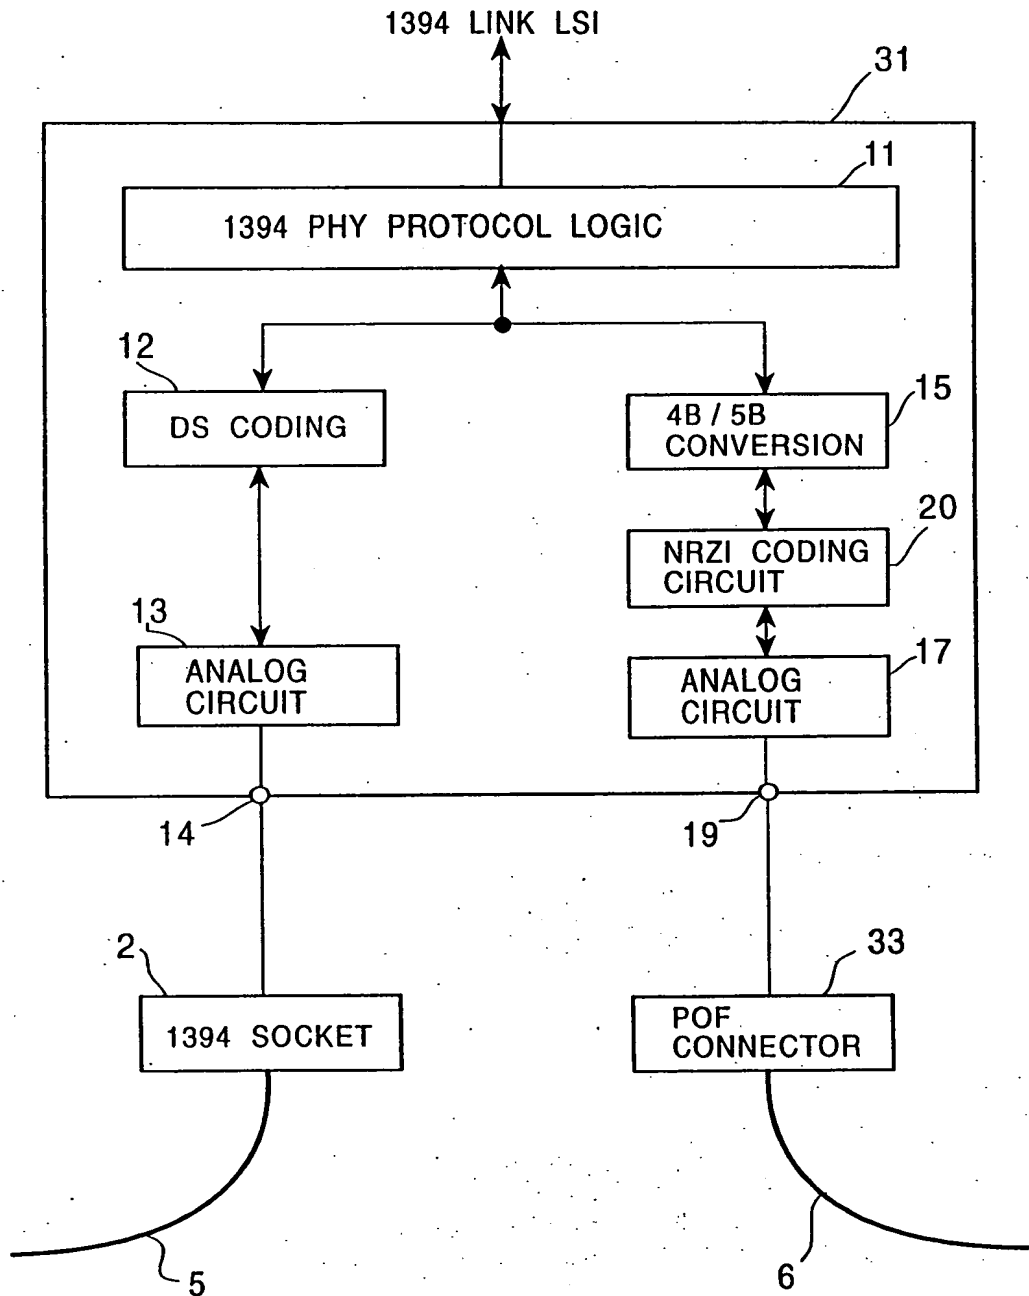 1394 LINK LSI
31
11
1394 PHY PROTOCOL LOGIC
12
DS CODING
15
4B / 5B
CONVERSION
20
NRZI CODING
CIRCUIT
13
ANALOG
CIRCUIT
17
ANALOG
CIRCUIT
14
19
2
1394 SOCKET
33
POF
CONNECTOR
5
6